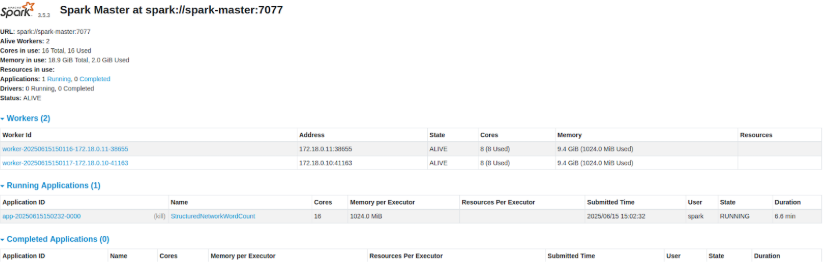 APACHE Spark 3.5.3 Spark Master at spark://spark-master:7077
URL: spark://spark-master:7077
Alive Workers: 2
Cores in use: 16 Total, 16 Used
Memory in use: 18.9 GiB Total, 2.0 GiB Used
Resources in use:
Applications: 1 Running, 0 Completed
Drivers: 0 Running, 0 Completed
Status: ALIVE
Workers (2)
Worker Id Address State Cores Memory Resources
worker-20250615150116-172.18.0.11-38655 172.18.0.11:38655 ALIVE 8 (8 Used) 9.4 GiB (1024.0 MiB Used)
worker-20250615150117-172.18.0.10-41163 172.18.0.10:41163 ALIVE 8 (8 Used) 9.4 GiB (1024.0 MiB Used)
Running Applications (1)
Application ID Name Cores Memory per Executor Resources Per Executor Submitted Time User State Duration
app-20250615150232-0000 (kill) StructuredNetworkWordCount 16 1024.0 MiB 2025/06/15 15:02:32 spark RUNNING 6.6 min
Completed Applications (0)
Application ID Name Cores Memory per Executor Resources Per Executor Submitted Time User State Duration